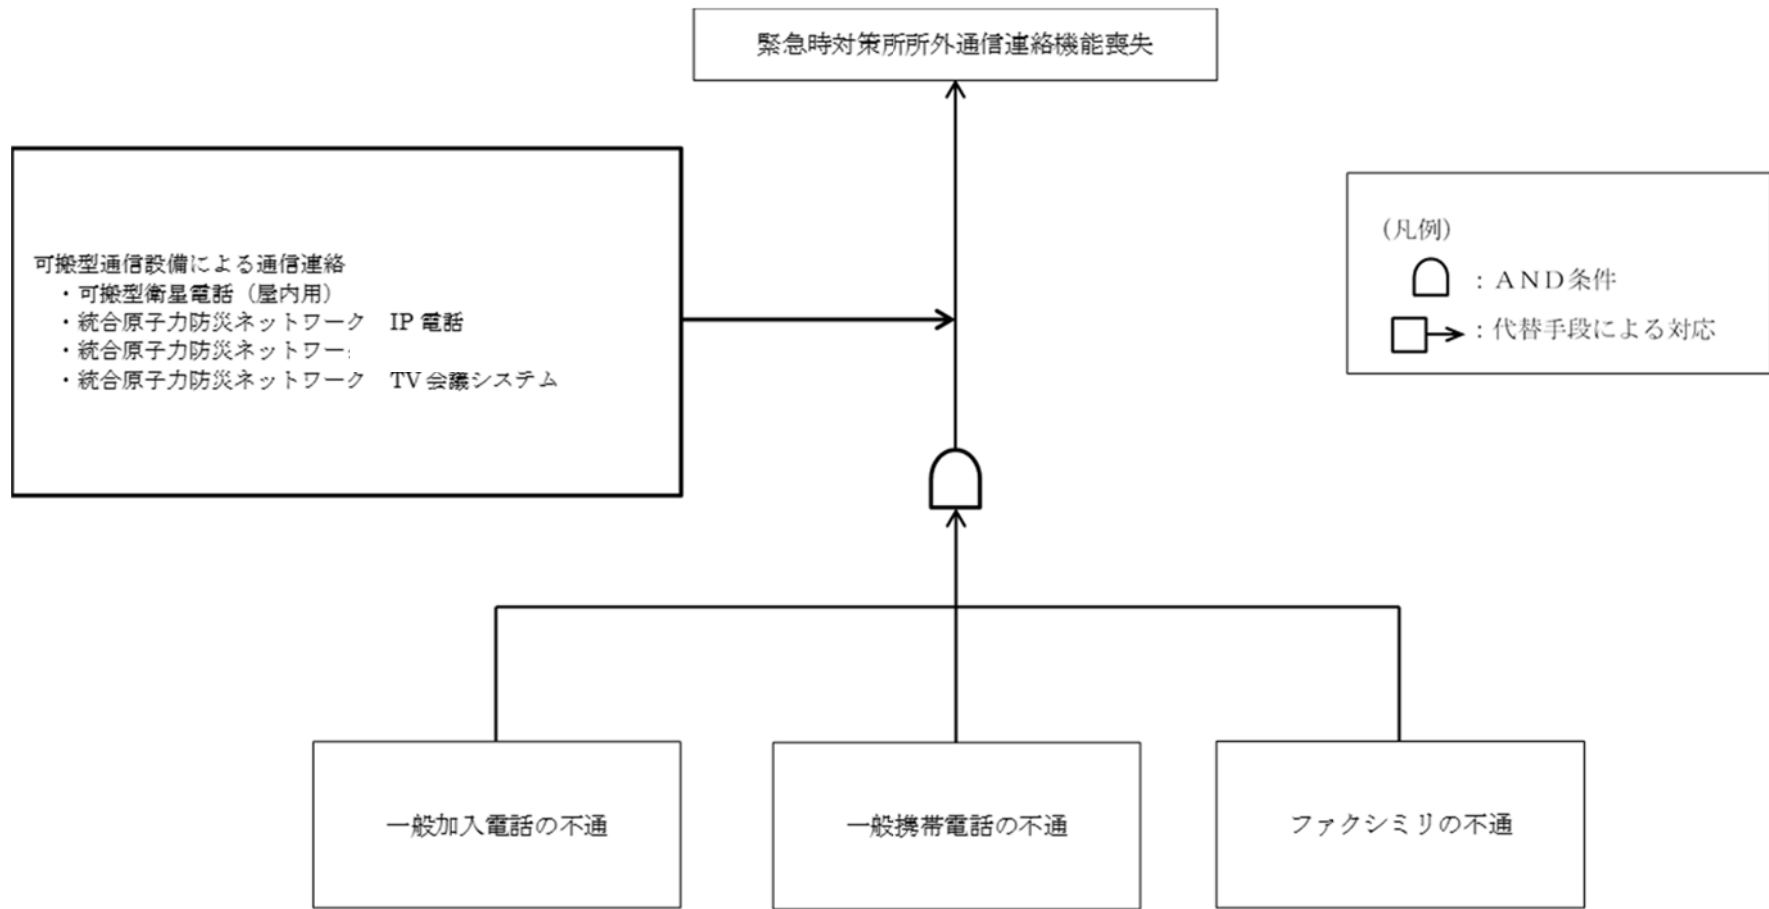 緊急時対策所所外通信連絡機能喪失
可搬型通信設備による通信連絡
・可搬型衛星電話（屋内用）
・統合原子力防災ネットワーク　IP 電話
・統合原子力防災ネットワー
・統合原子力防災ネットワーク　TV 会議システム
（凡例）
：ＡＮＤ条件
：代替手段による対応
一般加入電話の不通
一般携帯電話の不通
ファクシミリの不通